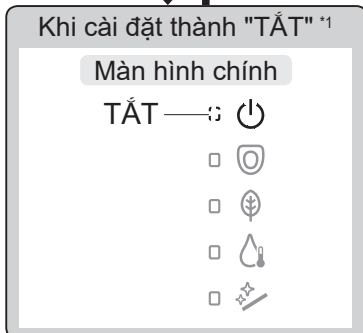 Khi cài đặt thành "TẮT" *1
Màn hình chính
TẮT